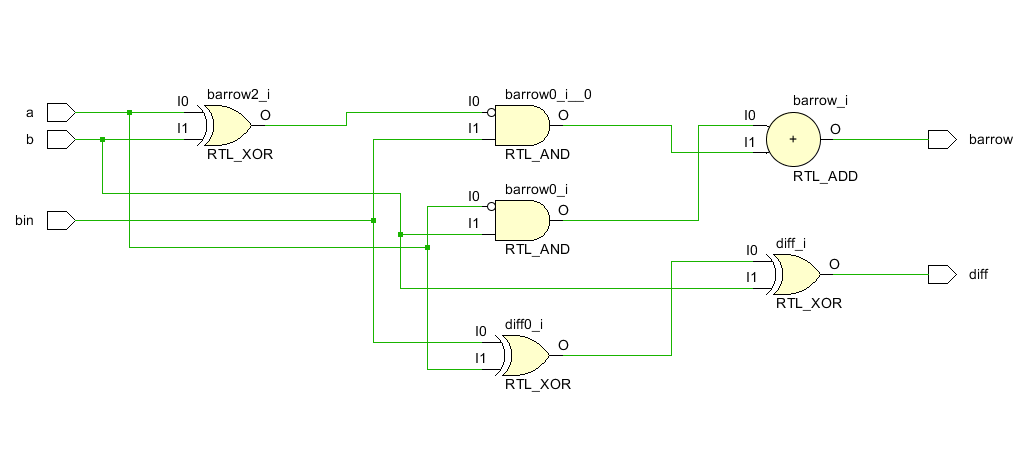 barrow2_i
barrow0_i__0
barrow_i
a
I0
O
I0
O
I0
O
b
I1
I1
I1
barrow
RTL_XOR
RTL_AND
+
RTL_ADD
barrow0_i
I0
O
bin
I1
RTL_AND
diff_i
I0
O
I1
diff
RTL_XOR
diff0_i
I0
O
I1
RTL_XOR